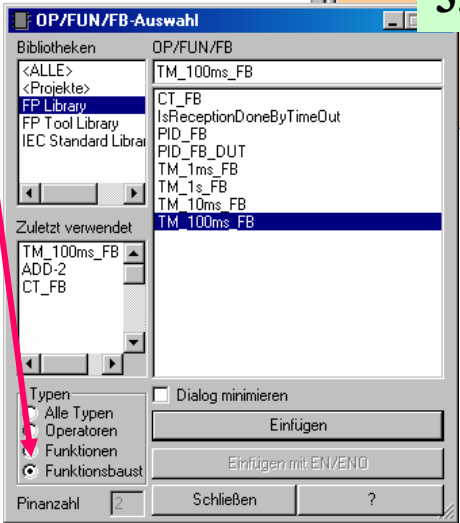 OP/FUN/FB-Auswahl
Bibliotheken
<ALLE>
<Projekte>
FP Library
FP Tool Library
IEC Standard Librar
Zuletzt verwendet
TM_100ms_FB
ADD-2
CT_FB
Typen
Alle Typen
Operatoren
Funktionen
Funktionsbaust
Pinanzahl 2
OP/FUN/FB
TM_100ms_FB
CT_FB
IsReceptionDoneByTimeOut
PID_FB
PID_FB_DUT
TM_1ms_FB
TM_1s_FB
TM_10ms_FB
TM_100ms_FB
Dialog minimieren
Einfügen
Einfügen mit EN/ENO
Schließen
?